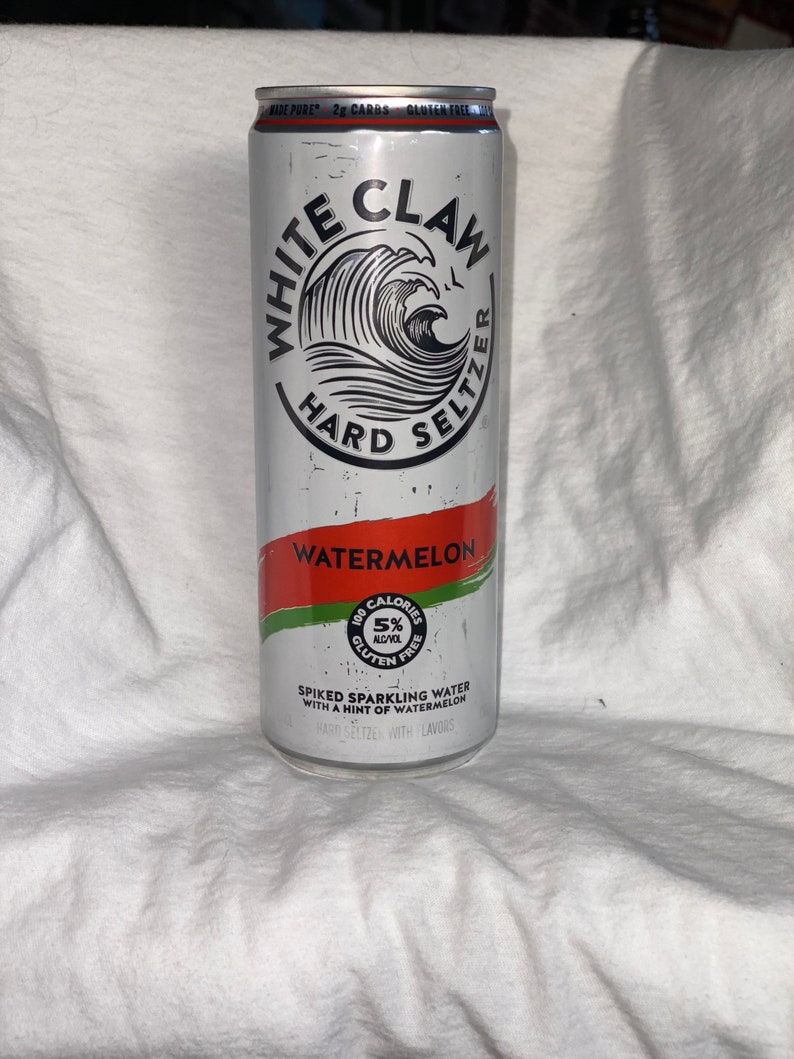 MADE PURE* • 2g CARBS • GLUTEN FREE •
WHITE CLAW
HARD SELTZER
WATERMELON
100 CALORIES
5%
ALC/VOL
GLUTEN FREE
SPIKED SPARKLING WATER
WITH A HINT OF WATERMELON
HARD SELTZER WITH FLAVORS